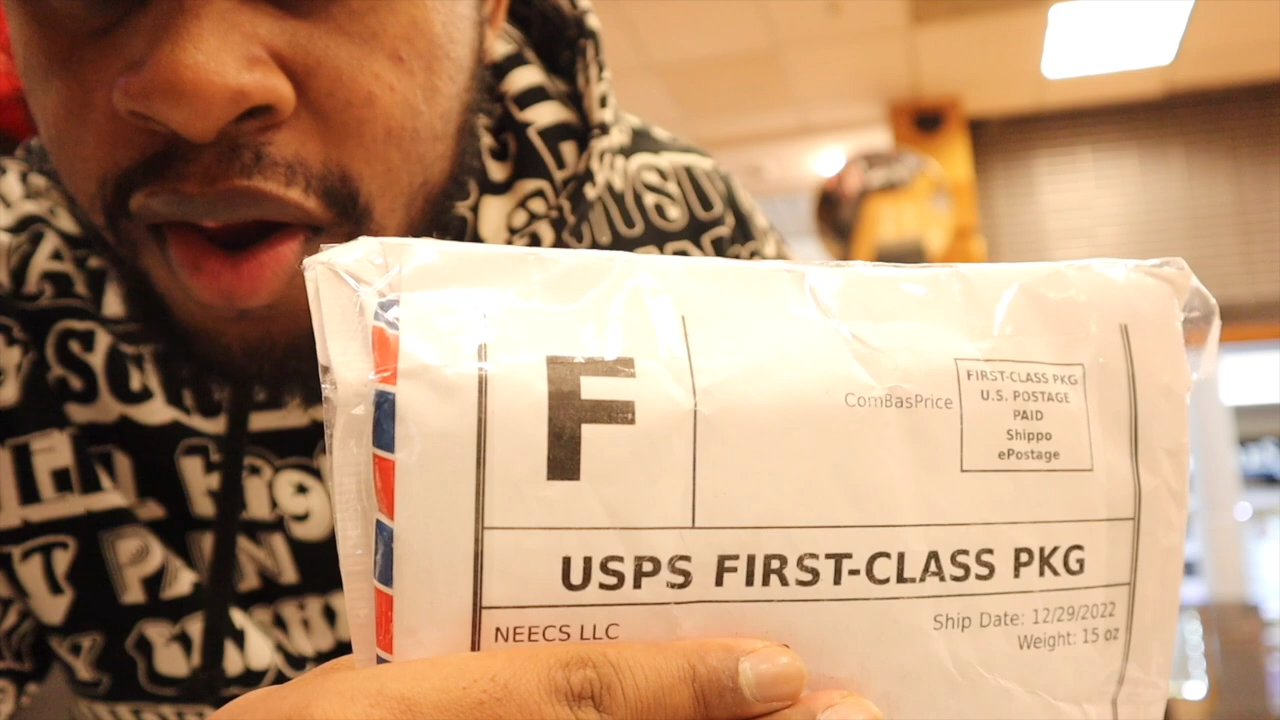 F
ComBasPrice
FIRST-CLASS PKG
U.S. POSTAGE
PAID
Shippo
ePostage
USPS FIRST-CLASS PKG
NEECS LLC
Ship Date: 12/29/2022
Weight: 15 oz